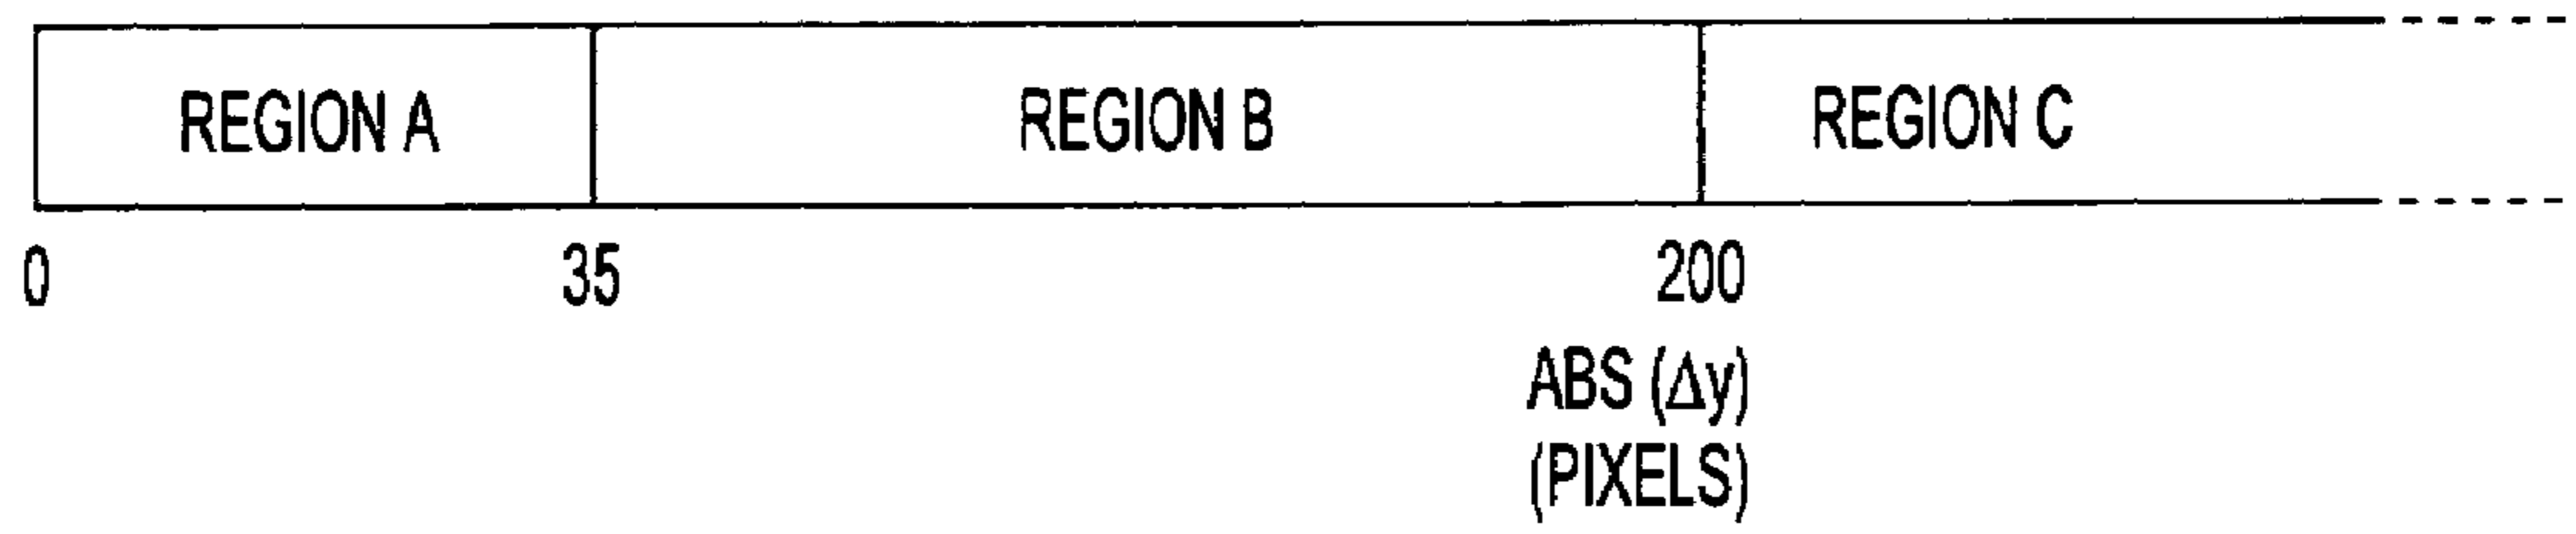 REGION A REGION B REGION C
0 35 200
ABS (Δy)
(PIXELS)